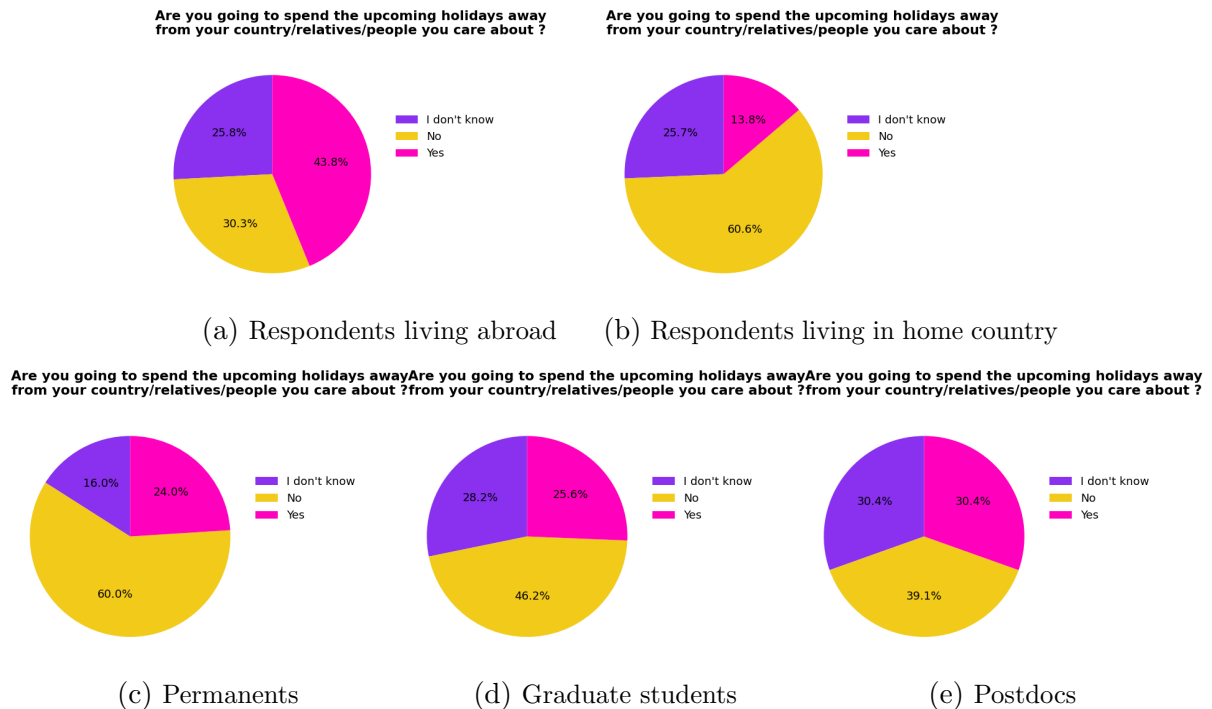 Are you going to spend the upcoming holidays away
from your country/relatives/people you care about ?
25.8%
43.8%
30.3%
I don't know
No
Yes
(a) Respondents living abroad
Are you going to spend the upcoming holidays away
from your country/relatives/people you care about ?
25.7%
13.8%
60.6%
I don't know
No
Yes
(b) Respondents living in home country
Are you going to spend the upcoming holidays away
from your country/relatives/people you care about ?
16.0%
24.0%
60.0%
I don't know
No
Yes
(c) Permanents
Are you going to spend the upcoming holidays away
from your country/relatives/people you care about ?
28.2%
25.6%
46.2%
I don't know
No
Yes
(d) Graduate students
Are you going to spend the upcoming holidays away
from your country/relatives/people you care about ?
30.4%
30.4%
39.1%
I don't know
No
Yes
(e) Postdocs